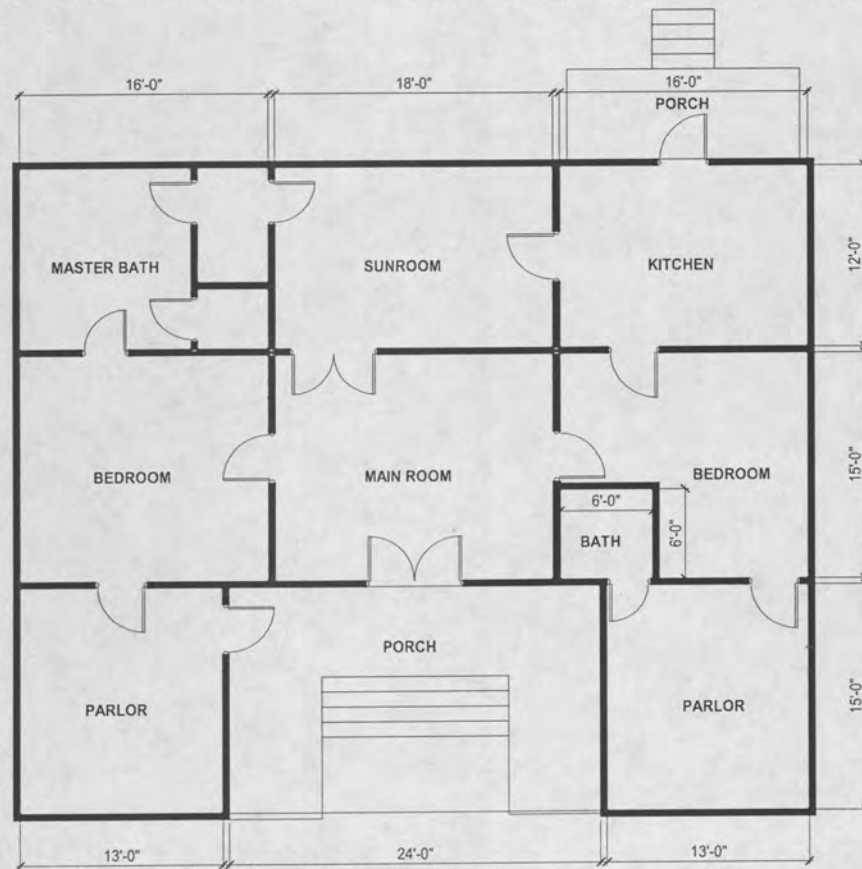 16'-0"
18'-0"
16'-0"
PORCH
MASTER BATH
SUNROOM
KITCHEN
12'-0"
BEDROOM
MAIN ROOM
BEDROOM
15'-0"
6'-0"
6'-0"
BATH
PORCH
PARLOR
PARLOR
15'-0"
13'-0"
24'-0"
13'-0"